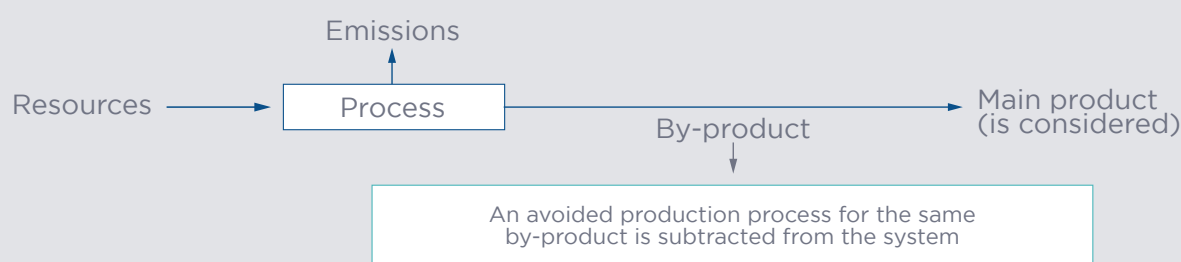 Emissions
Resources
Process
Main product
(is considered)
By-product
An avoided production process for the same
by-product is subtracted from the system